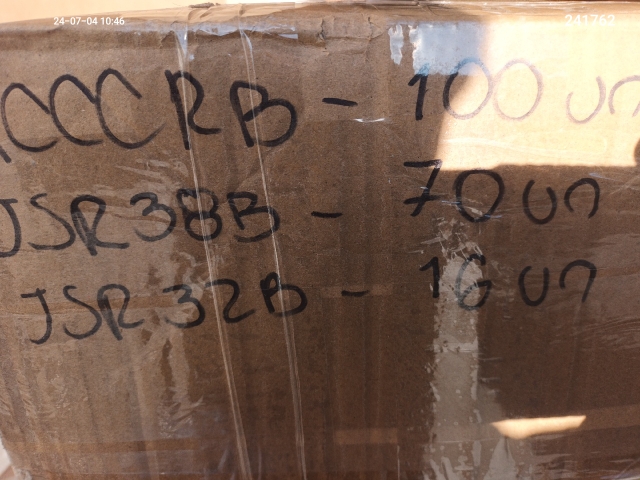 24-07-04 10:46
241762
CCCRB - 100 un
JSR38B - 70 un
JSR32B - 16 un